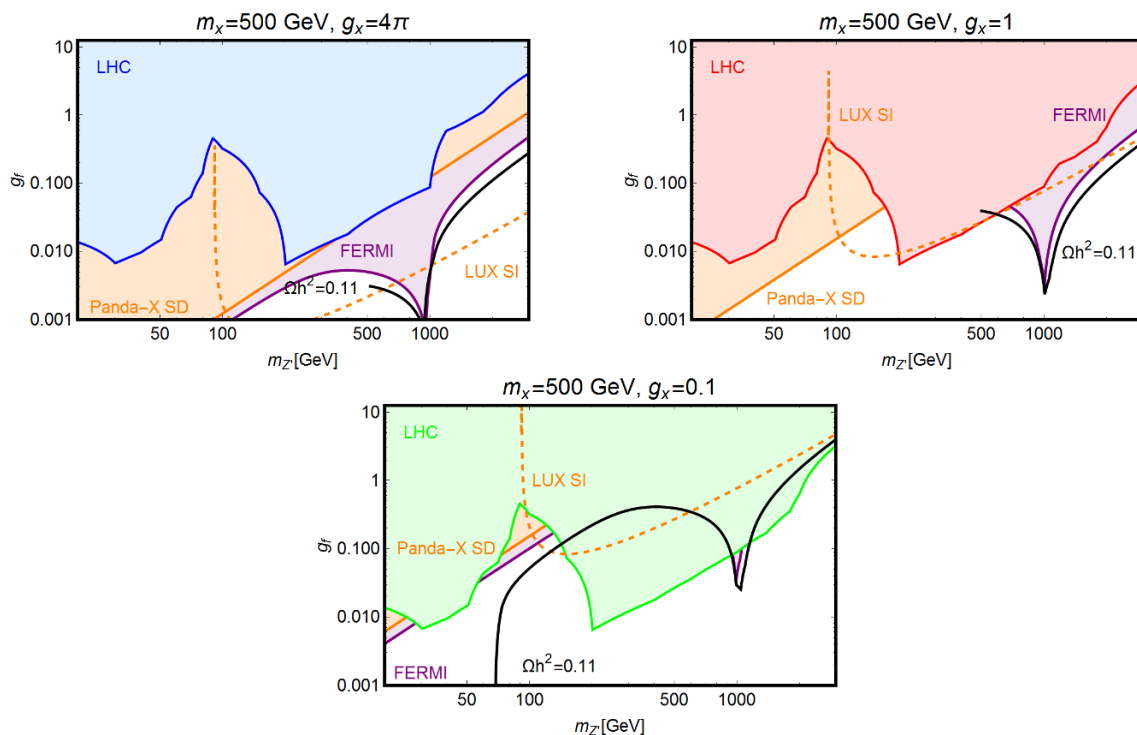 m_x=500 GeV, g_x=4π
10
1
0.100
0.010
0.001
g_f
LHC
FERMI
LUX SI
Ωh²=0.11
Panda-X SD
50
100
500
1000
m_Z'[GeV]
m_x=500 GeV, g_x=1
10
1
0.100
0.010
0.001
g_f
LHC
LUX SI
FERMI
Ωh²=0.11
Panda-X SD
50
100
500
1000
m_Z'[GeV]
m_x=500 GeV, g_x=0.1
10
1
0.100
0.010
0.001
g_f
LHC
LUX SI
Panda-X SD
FERMI
Ωh²=0.11
50
100
500
1000
m_Z'[GeV]